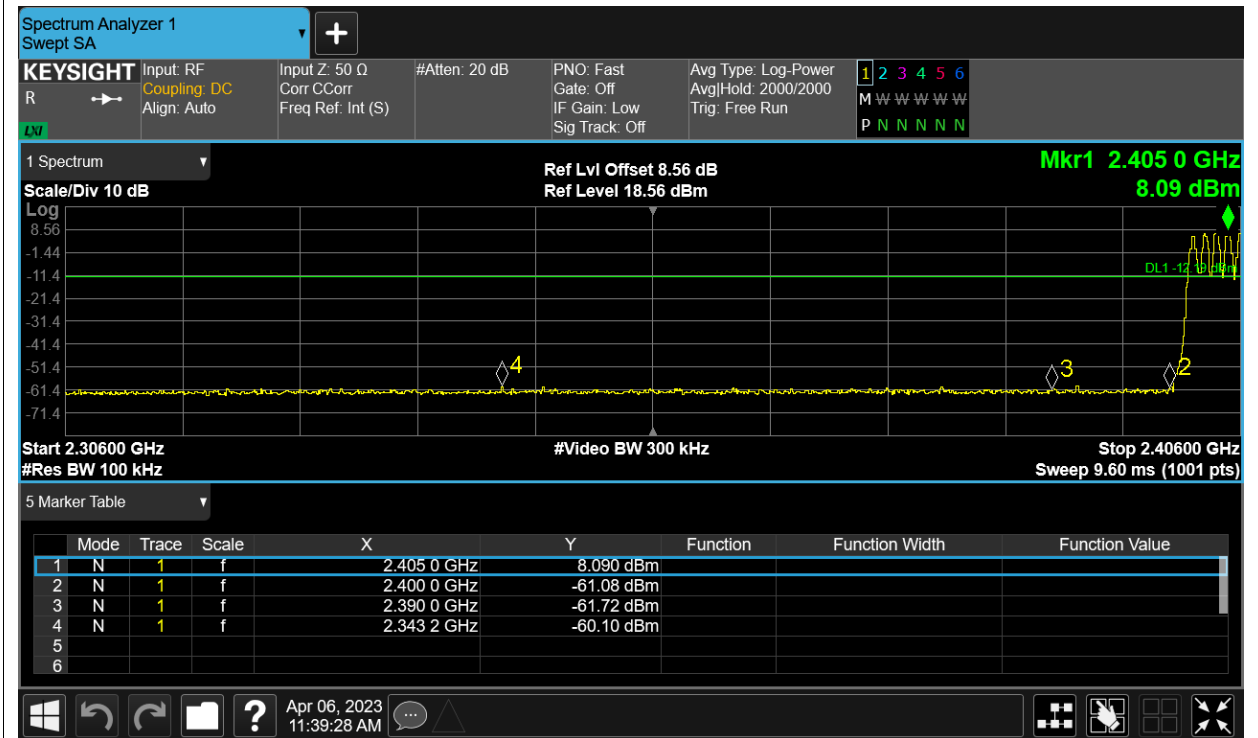 Spectrum Analyzer 1
Swept SA
+
KEYSIGHT
R
LXI
Input: RF
Coupling: DC
Align: Auto
Input Z: 50 Ω
Corr CCorr
Freq Ref: Int (S)
#Atten: 20 dB
PNO: Fast
Gate: Off
IF Gain: Low
Sig Track: Off
Avg Type: Log-Power
Avg|Hold: 2000/2000
Trig: Free Run
1 2 3 4 5 6
M W W W W W
P N N N N N
1 Spectrum
Scale/Div 10 dB
Ref Lvl Offset 8.56 dB
Ref Level 18.56 dBm
Mkr1 2.405 0 GHz
8.09 dBm
Log
8.56
-1.44
-11.4
-21.4
-31.4
-41.4
-51.4
-61.4
-71.4
DL1 -12.19 dBm
4
3
2
Start 2.30600 GHz
#Res BW 100 kHz
#Video BW 300 kHz
Stop 2.40600 GHz
Sweep 9.60 ms (1001 pts)
5 Marker Table
Mode Trace Scale X Y Function Function Width Function Value
1 N 1 f 2.405 0 GHz 8.090 dBm
2 N 1 f 2.400 0 GHz -61.08 dBm
3 N 1 f 2.390 0 GHz -61.72 dBm
4 N 1 f 2.343 2 GHz -60.10 dBm
5
6
?
Apr 06, 2023
11:39:28 AM